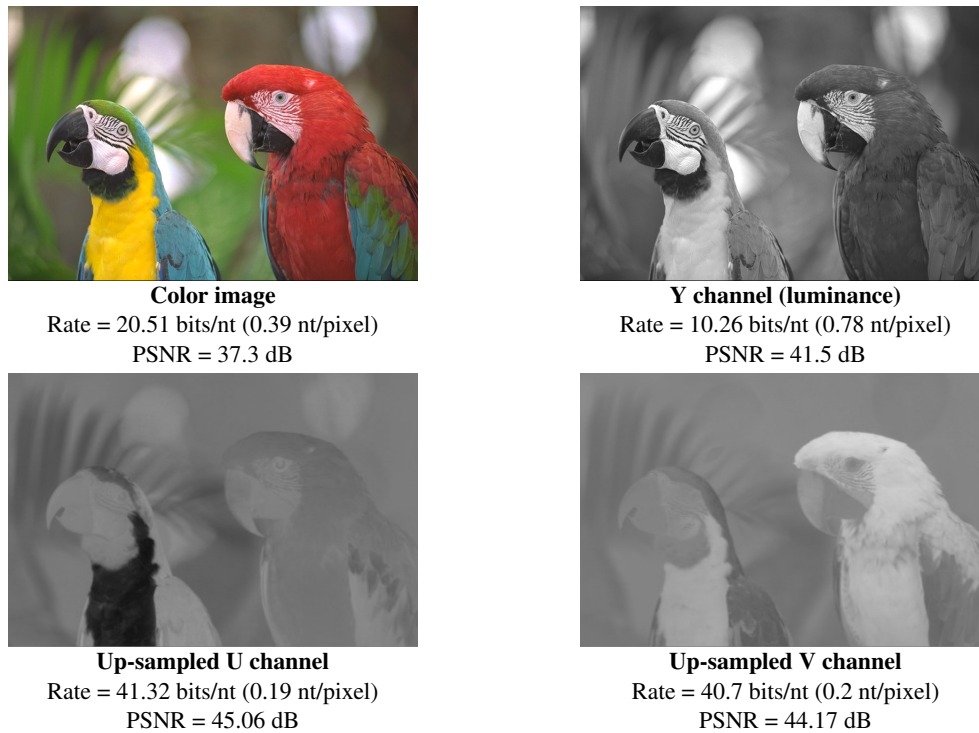 Color image
Rate = 20.51 bits/nt (0.39 nt/pixel)
PSNR = 37.3 dB
Y channel (luminance)
Rate = 10.26 bits/nt (0.78 nt/pixel)
PSNR = 41.5 dB
Up-sampled U channel
Rate = 41.32 bits/nt (0.19 nt/pixel)
PSNR = 45.06 dB
Up-sampled V channel
Rate = 40.7 bits/nt (0.2 nt/pixel)
PSNR = 44.17 dB